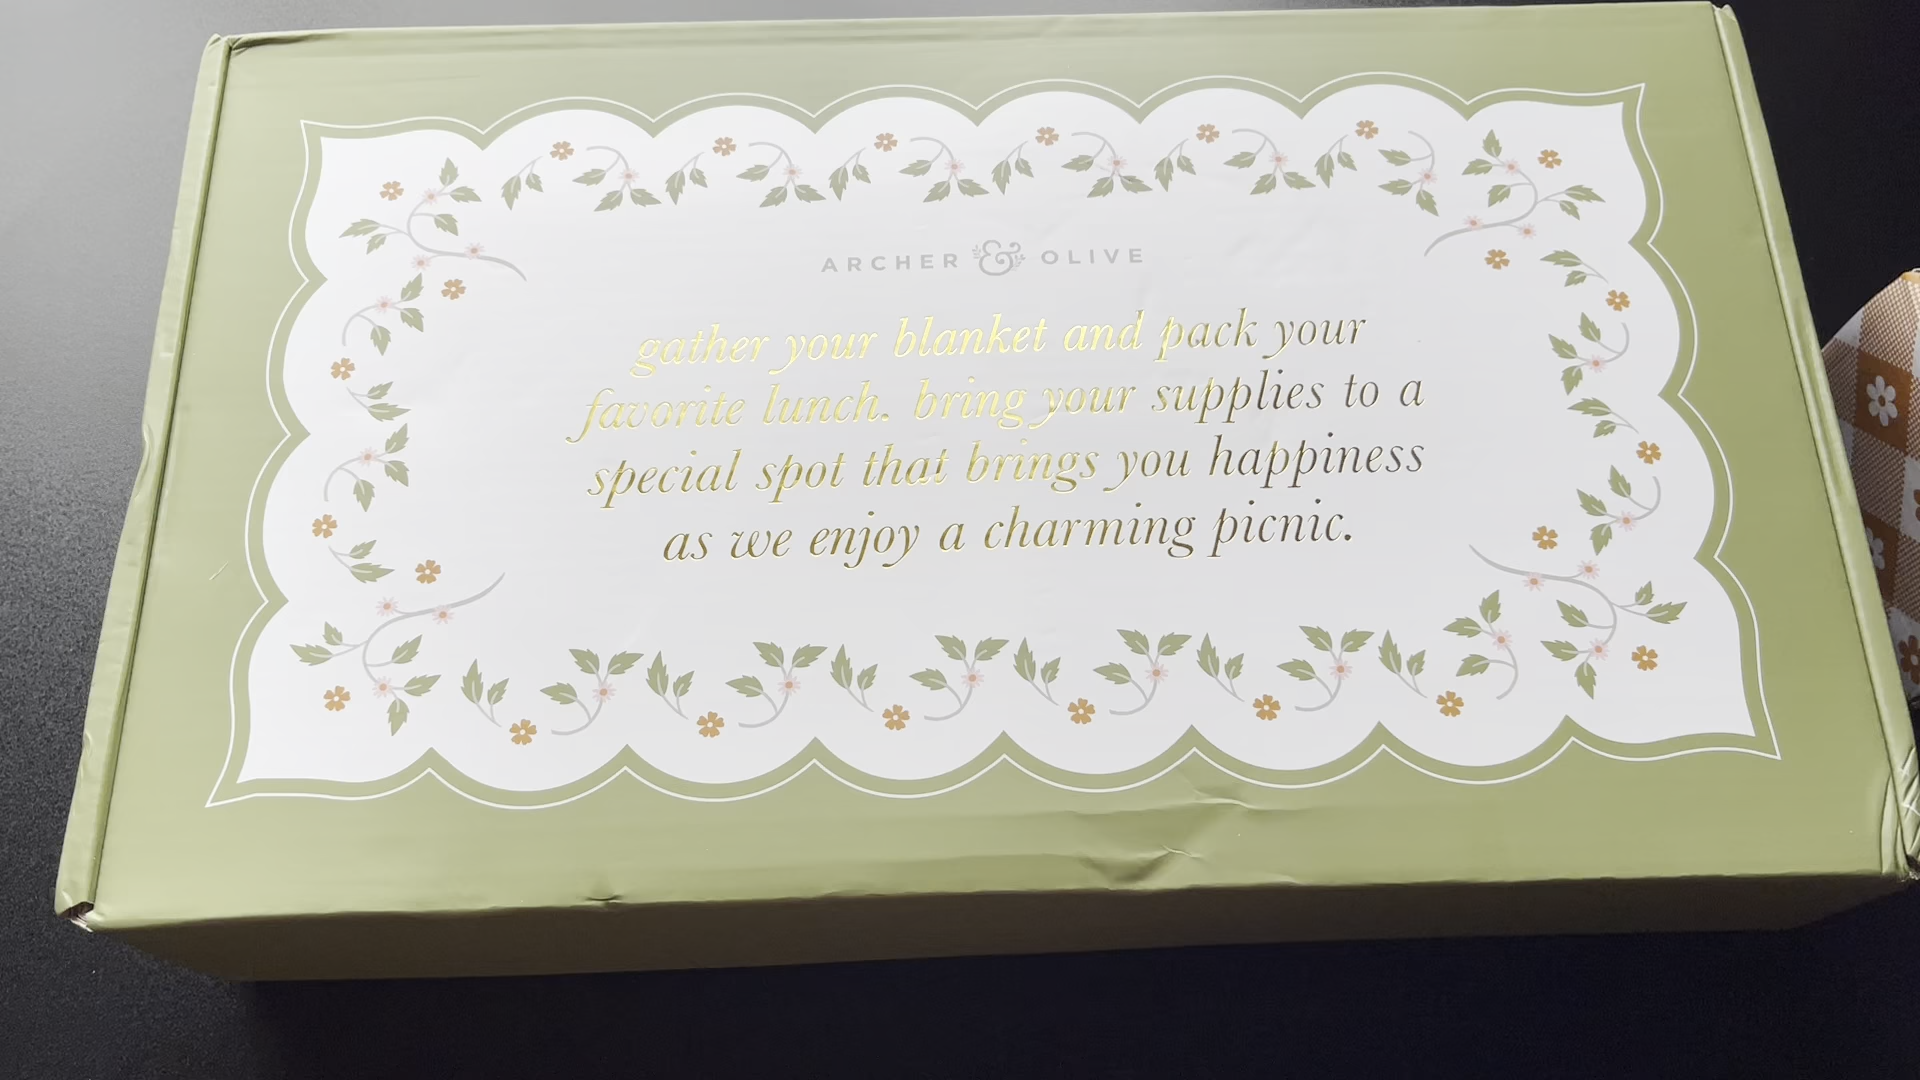 ARCHER & OLIVE
gather your blanket and pack your
favorite lunch. bring your supplies to a
special spot that brings you happiness
as we enjoy a charming picnic.